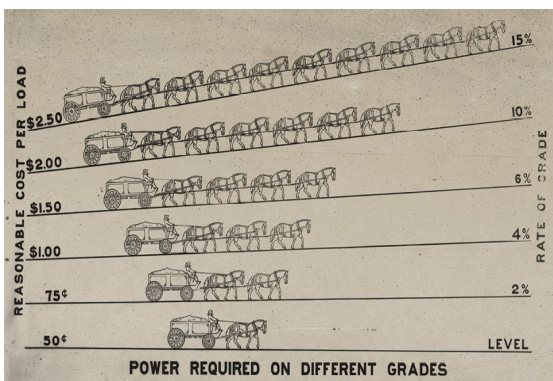 REASONABLE COST PER LOAD
RATE OF GRADE
15%
$2.50
10%
$2.00
6%
$1.50
4%
$1.00
2%
75¢
LEVEL
50¢
POWER REQUIRED ON DIFFERENT GRADES